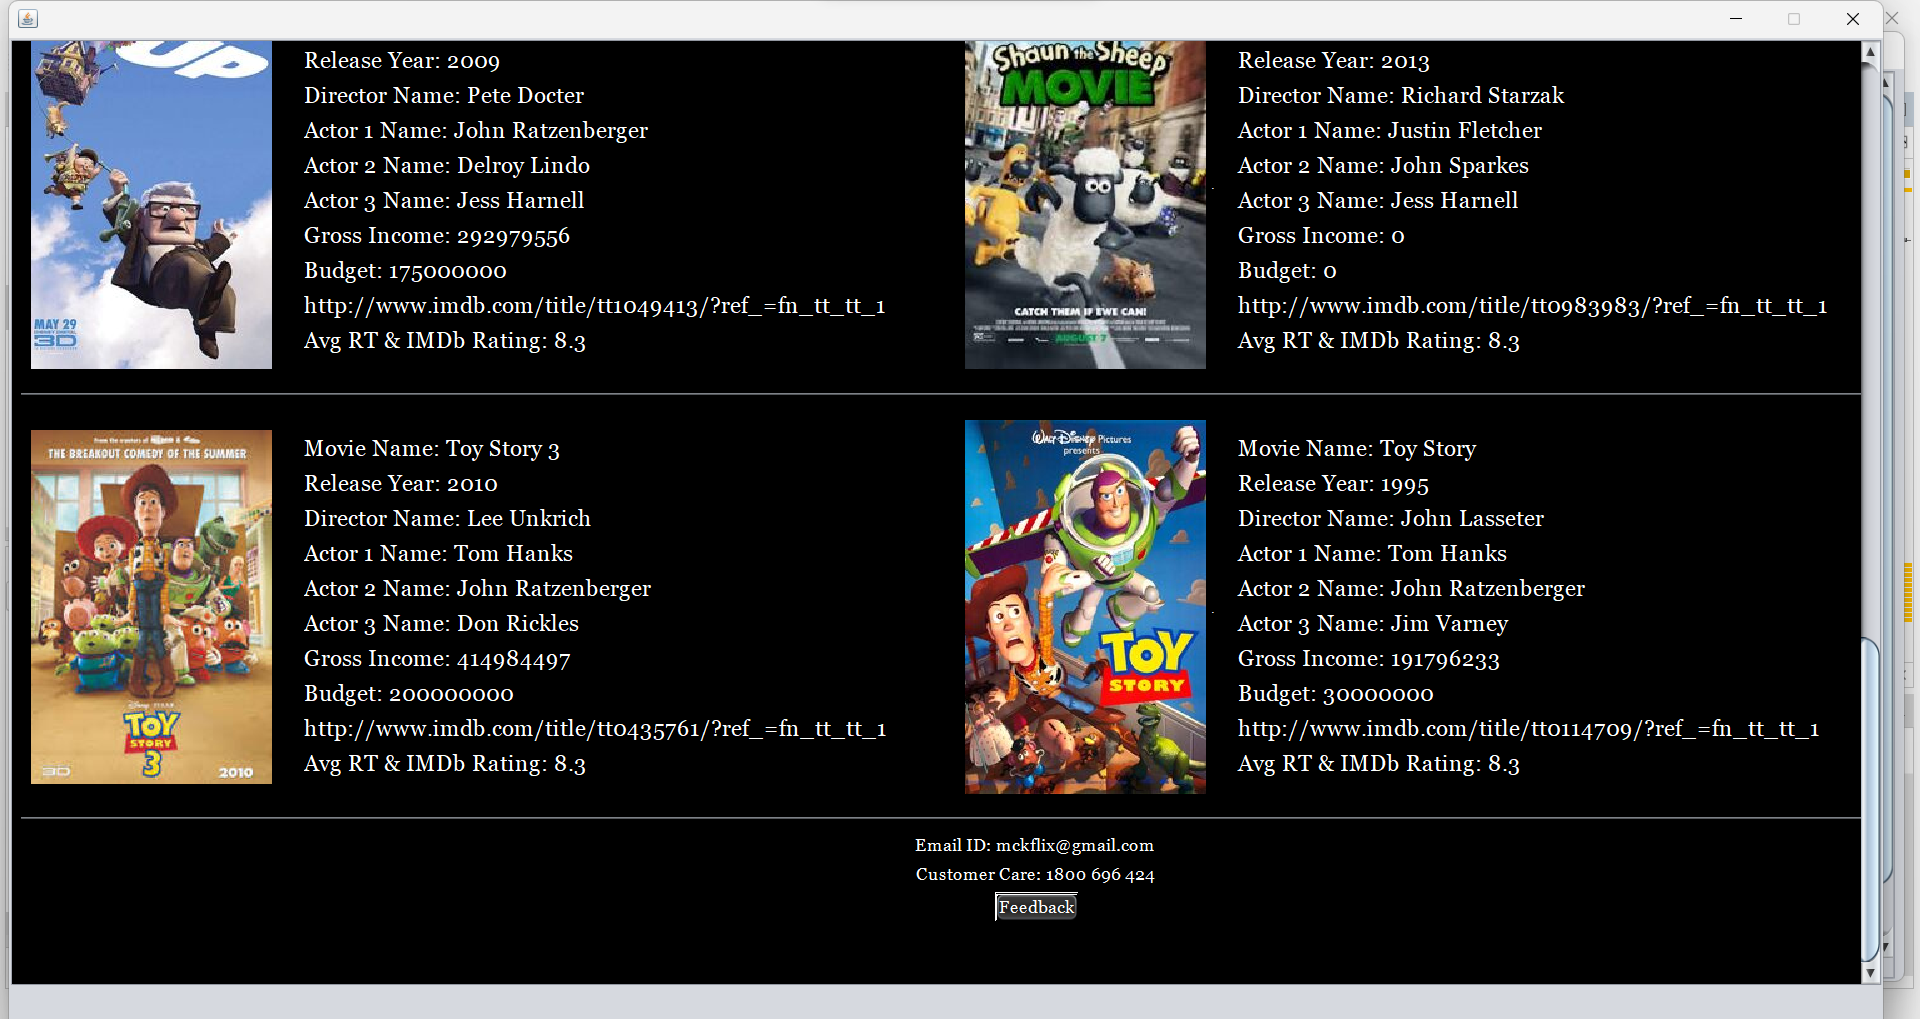 UP
Release Year: 2009
Director Name: Pete Docter
Actor 1 Name: John Ratzenberger
Actor 2 Name: Delroy Lindo
Actor 3 Name: Jess Harnell
Gross Income: 292979556
Budget: 175000000
http://www.imdb.com/title/tt1049413/?ref_=fn_tt_tt_1
Avg RT & IMDb Rating: 8.3
MAY 29
3D
Shaun the Sheep
MOVIE
CATCH THEM IF EWE CAN!
AUGUST 7
Release Year: 2013
Director Name: Richard Starzak
Actor 1 Name: Justin Fletcher
Actor 2 Name: John Sparkes
Actor 3 Name: Jess Harnell
Gross Income: 0
Budget: 0
http://www.imdb.com/title/tt0983983/?ref_=fn_tt_tt_1
Avg RT & IMDb Rating: 8.3
THE BREAKOUT COMEDY OF THE SUMMER
TOY
STORY
3
3D
2010
Movie Name: Toy Story 3
Release Year: 2010
Director Name: Lee Unkrich
Actor 1 Name: Tom Hanks
Actor 2 Name: John Ratzenberger
Actor 3 Name: Don Rickles
Gross Income: 414984497
Budget: 200000000
http://www.imdb.com/title/tt0435761/?ref_=fn_tt_tt_1
Avg RT & IMDb Rating: 8.3
Walt Disney Pictures
presents
TOY
STORY
Movie Name: Toy Story
Release Year: 1995
Director Name: John Lasseter
Actor 1 Name: Tom Hanks
Actor 2 Name: John Ratzenberger
Actor 3 Name: Jim Varney
Gross Income: 191796233
Budget: 30000000
http://www.imdb.com/title/tt0114709/?ref_=fn_tt_tt_1
Avg RT & IMDb Rating: 8.3
Email ID: mckflix@gmail.com
Customer Care: 1800 696 424
Feedback